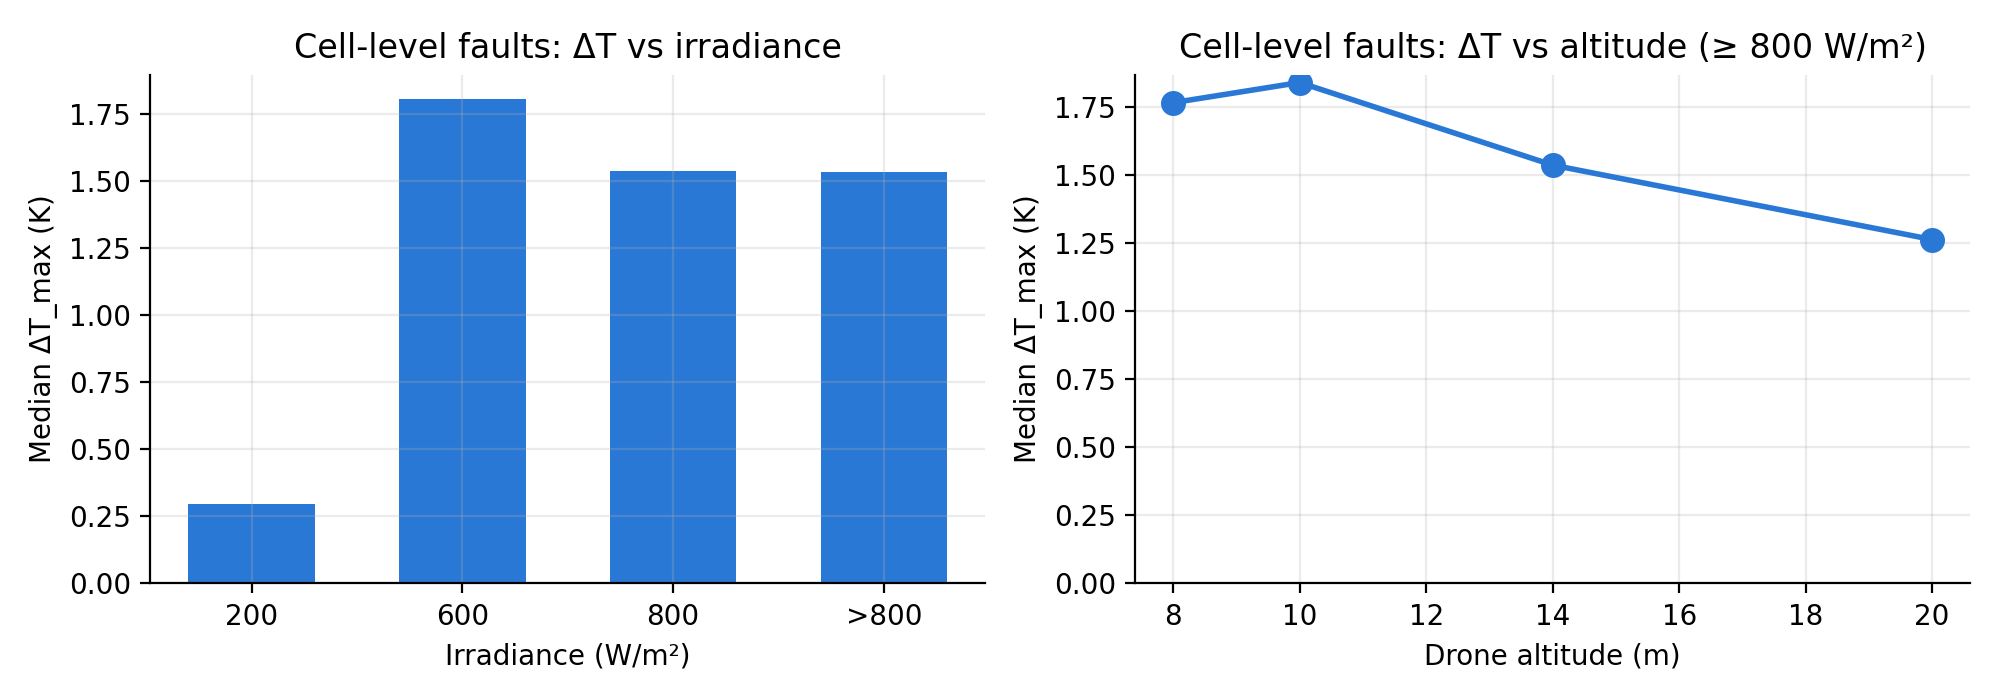 Cell-level faults: ΔT vs irradiance
Median ΔT_max (K)
1.75
1.50
1.25
1.00
0.75
0.50
0.25
0.00
200 600 800 >800
Irradiance (W/m²)
Cell-level faults: ΔT vs altitude (≥ 800 W/m²)
Median ΔT_max (K)
1.75
1.50
1.25
1.00
0.75
0.50
0.25
0.00
8 10 12 14 16 18 20
Drone altitude (m)